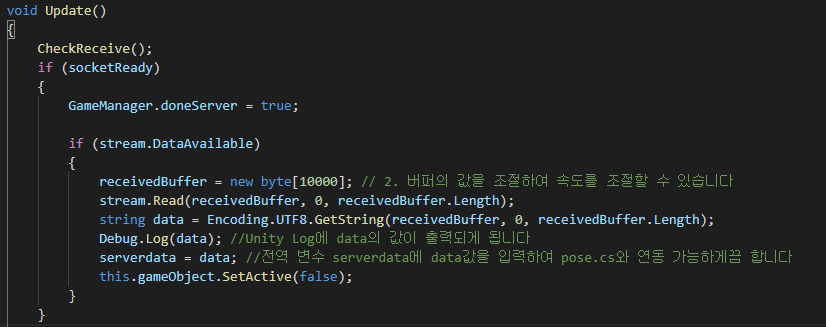 void Update()
{
    CheckReceive();
    if (socketReady)
    {
        GameManager.doneServer = true;

        if (stream.DataAvailable)
        {
            receivedBuffer = new byte[10000]; // 2. 버퍼의 값을 조절하여 속도를 조절할 수 있습니다
            stream.Read(receivedBuffer, 0, receivedBuffer.Length);
            string data = Encoding.UTF8.GetString(receivedBuffer, 0, receivedBuffer.Length);
            Debug.Log(data); //Unity Log에 data의 값이 출력되게 됩니다
            serverdata = data; //전역 변수 serverdata에 data값을 입력하여 pose.cs와 연동 가능하게끔 합니다
            this.gameObject.SetActive(false);
        }
    }